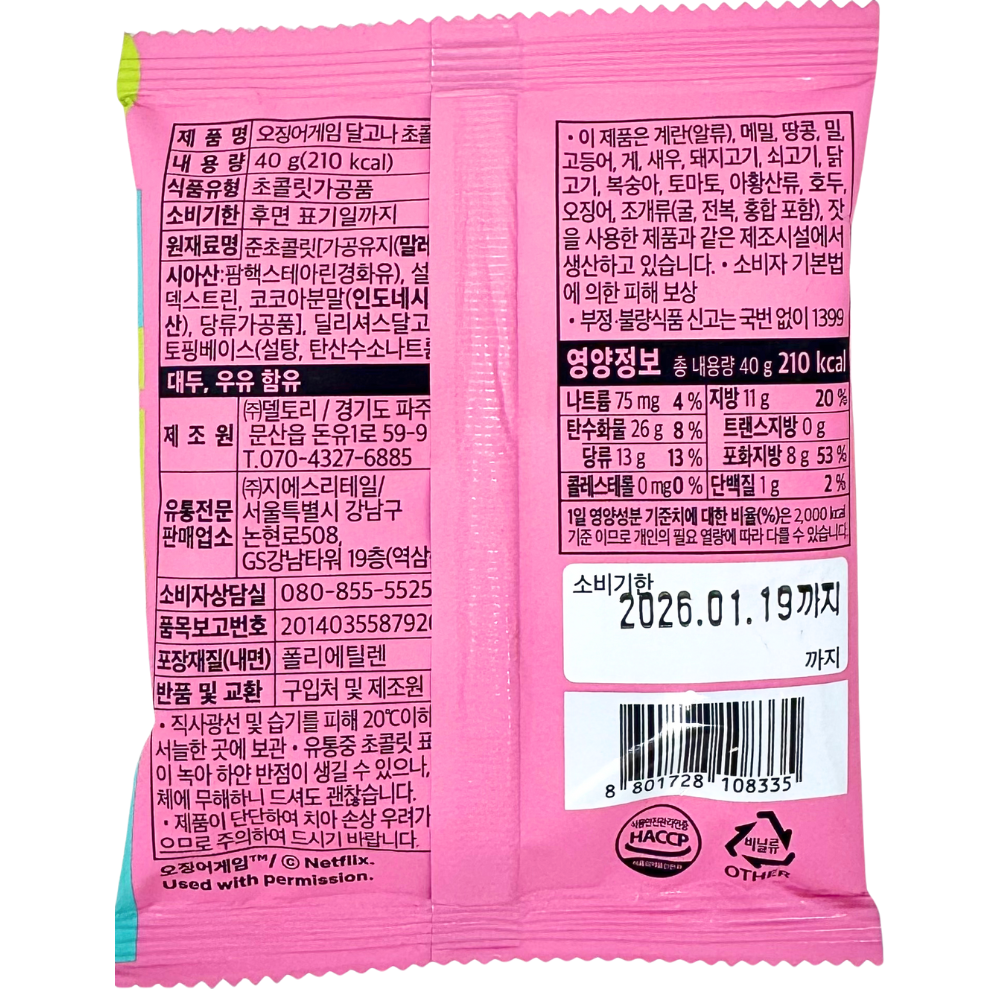 제 품 명 오징어게임 달고나 초콜
내 용 량 40 g(210 kcal)
식품유형 초콜릿가공품
소비기한 후면 표기일까지
원재료명 준초콜릿[가공유지(말레
시아산:팜핵스테아린경화유), 설
덱스트린, 코코아분말(인도네시
산), 당류가공품], 딜리셔스달고
토핑베이스(설탕, 탄산수소나트륨
대두, 우유 함유
제 조 원 ㈜델토리 / 경기도 파주
문산읍 돈유1로 59-9
T.070-4327-6885
유통전문판매업소 ㈜지에스리테일/
서울특별시 강남구
논현로508,
GS강남타워 19층(역삼
소비자상담실 080-855-5525
품목보고번호 2014035587920
포장재질(내면) 폴리에틸렌
반품 및 교환 구입처 및 제조원
• 직사광선 및 습기를 피해 20℃이하
서늘한 곳에 보관 • 유통중 초콜릿 표
이 녹아 하얀 반점이 생길 수 있으나,
체에 무해하니 드셔도 괜찮습니다.
• 제품이 단단하여 치아 손상 우려가
으므로 주의하여 드시기 바랍니다.
오징어게임™/ © Netflix.
Used with permission.
• 이 제품은 계란(알류), 메밀, 땅콩, 밀,
고등어, 게, 새우, 돼지고기, 쇠고기, 닭
고기, 복숭아, 토마토, 아황산류, 호두,
오징어, 조개류(굴, 전복, 홍합 포함), 잣
을 사용한 제품과 같은 제조시설에서
생산하고 있습니다. • 소비자 기본법
에 의한 피해 보상
• 부정·불량식품 신고는 국번 없이 1399
영양정보 총 내용량 40 g 210 kcal
나트륨 75 mg 4 % 지방 11 g 20 %
탄수화물 26 g 8 % 트랜스지방 0 g
당류 13 g 13 % 포화지방 8 g 53 %
콜레스테롤 0 mg 0 % 단백질 1 g 2 %
1일 영양성분 기준치에 대한 비율(%)은 2,000 kcal
기준 이므로 개인의 필요 열량에 따라 다를 수 있습니다.
소비기한
2026.01.19까지
까지
8 801728 108335
식품안전관리인증
HACCP
비닐류
OTHER